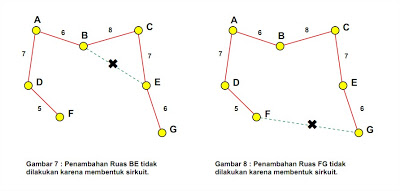 A
6
B
8
C
7
7
D
E
5
F
6
G
Gambar 7 : Penambahan Ruas BE tidak
dilakukan karena membentuk sirkuit.
A
6
B
8
C
7
7
D
E
5
F
6
G
Gambar 8 : Penambahan Ruas FG tidak
dilakukan karena membentuk sirkuit.